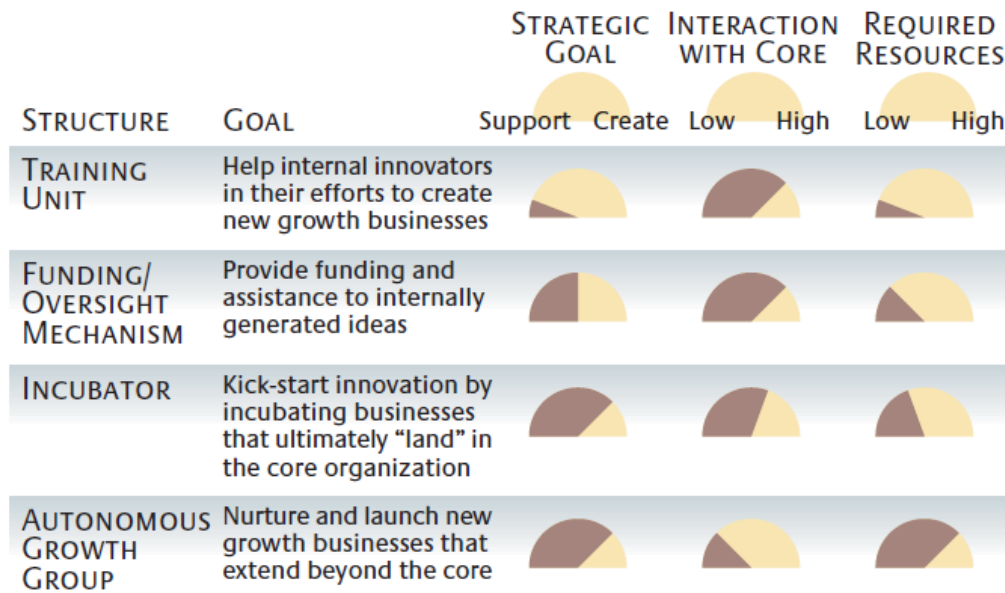 STRATEGIC GOAL INTERACTION WITH CORE REQUIRED RESOURCES
STRUCTURE GOAL Support Create Low High Low High
TRAINING UNIT
Help internal innovators
in their efforts to create
new growth businesses
FUNDING/
OVERSIGHT
MECHANISM
Provide funding and
assistance to internally
generated ideas
INCUBATOR
Kick-start innovation by
incubating businesses
that ultimately “land” in
the core organization
AUTONOMOUS
GROWTH
GROUP
Nurture and launch new
growth businesses that
extend beyond the core